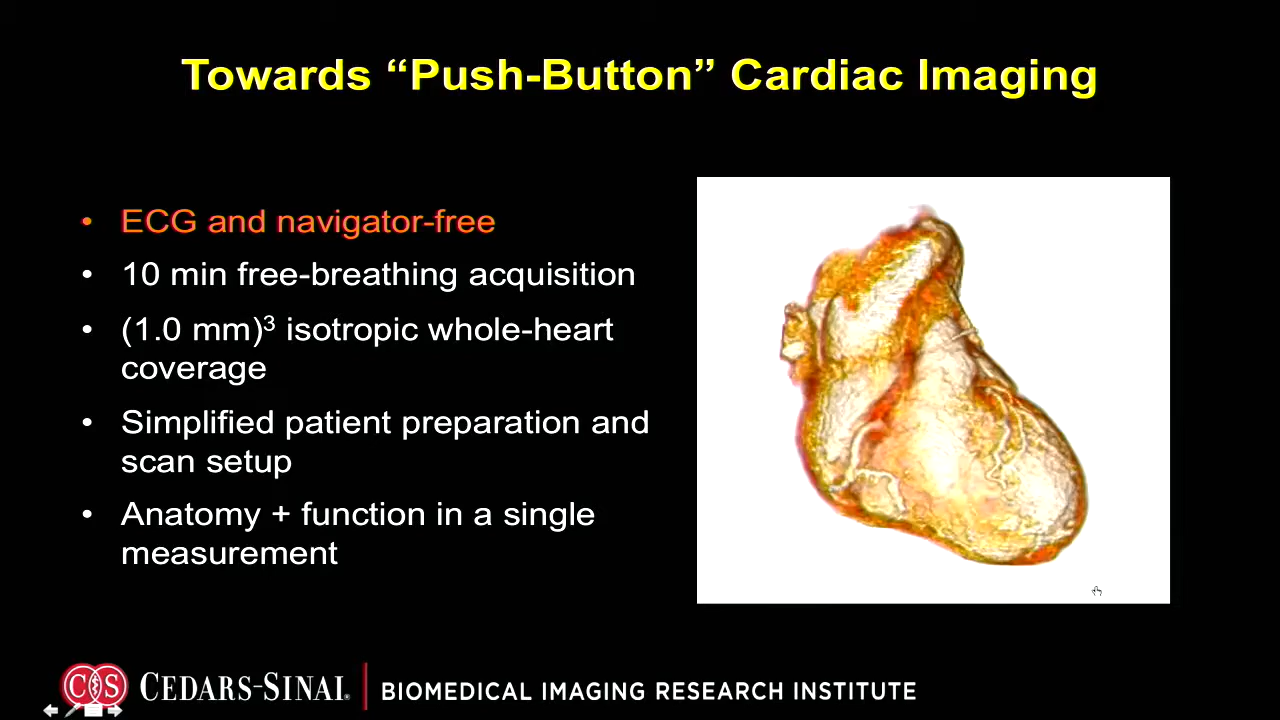 Towards “Push-Button” Cardiac Imaging
• ECG and navigator-free
• 10 min free-breathing acquisition
• (1.0 mm)³ isotropic whole-heart
coverage
• Simplified patient preparation and
scan setup
• Anatomy + function in a single
measurement
CS CEDARS-SINAI® BIOMEDICAL IMAGING RESEARCH INSTITUTE